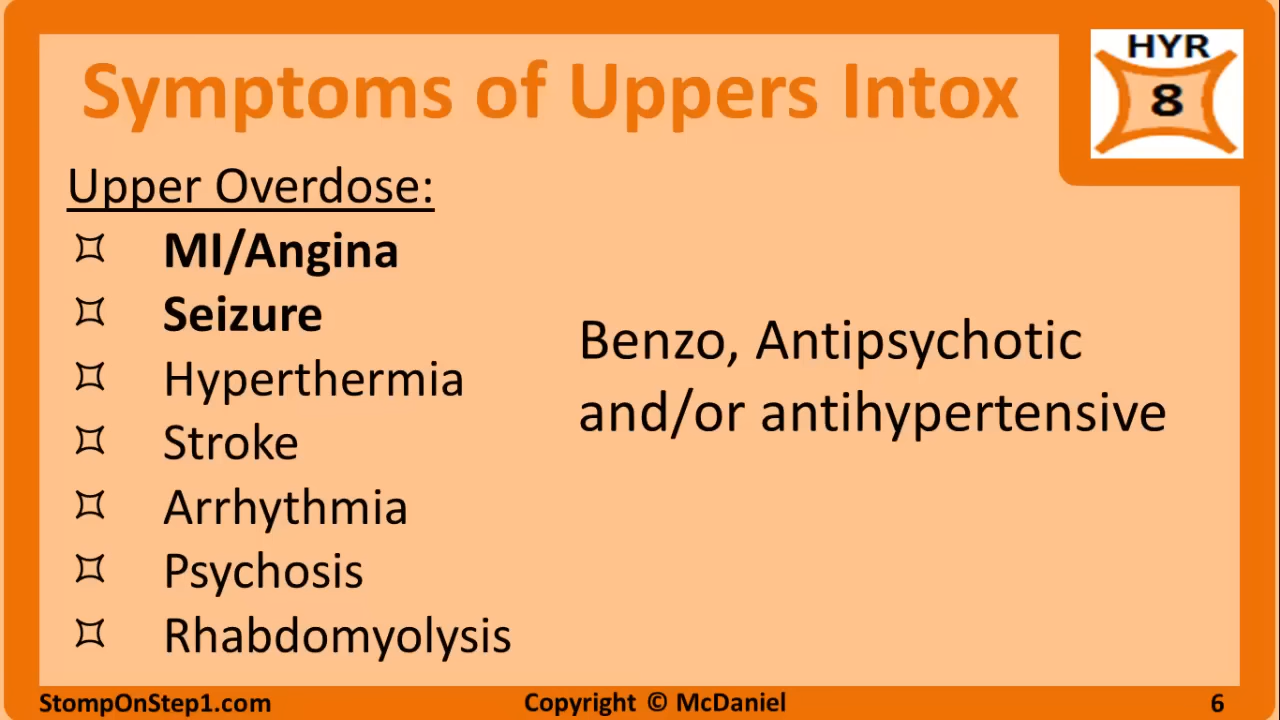 Symptoms of Uppers Intox
HYR
8
Upper Overdose:
MI/Angina
Seizure
Hyperthermia
Stroke
Arrhythmia
Psychosis
Rhabdomyolysis
Benzo, Antipsychotic
and/or antihypertensive
StompOnStep1.com
Copyright © McDaniel
6